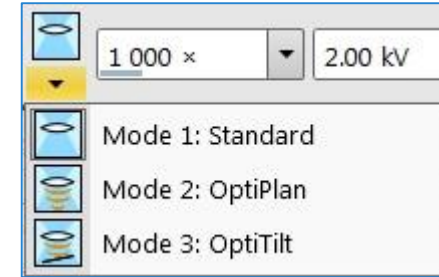 1 000 × 2.00 kV
Mode 1: Standard
Mode 2: OptiPlan
Mode 3: OptiTilt